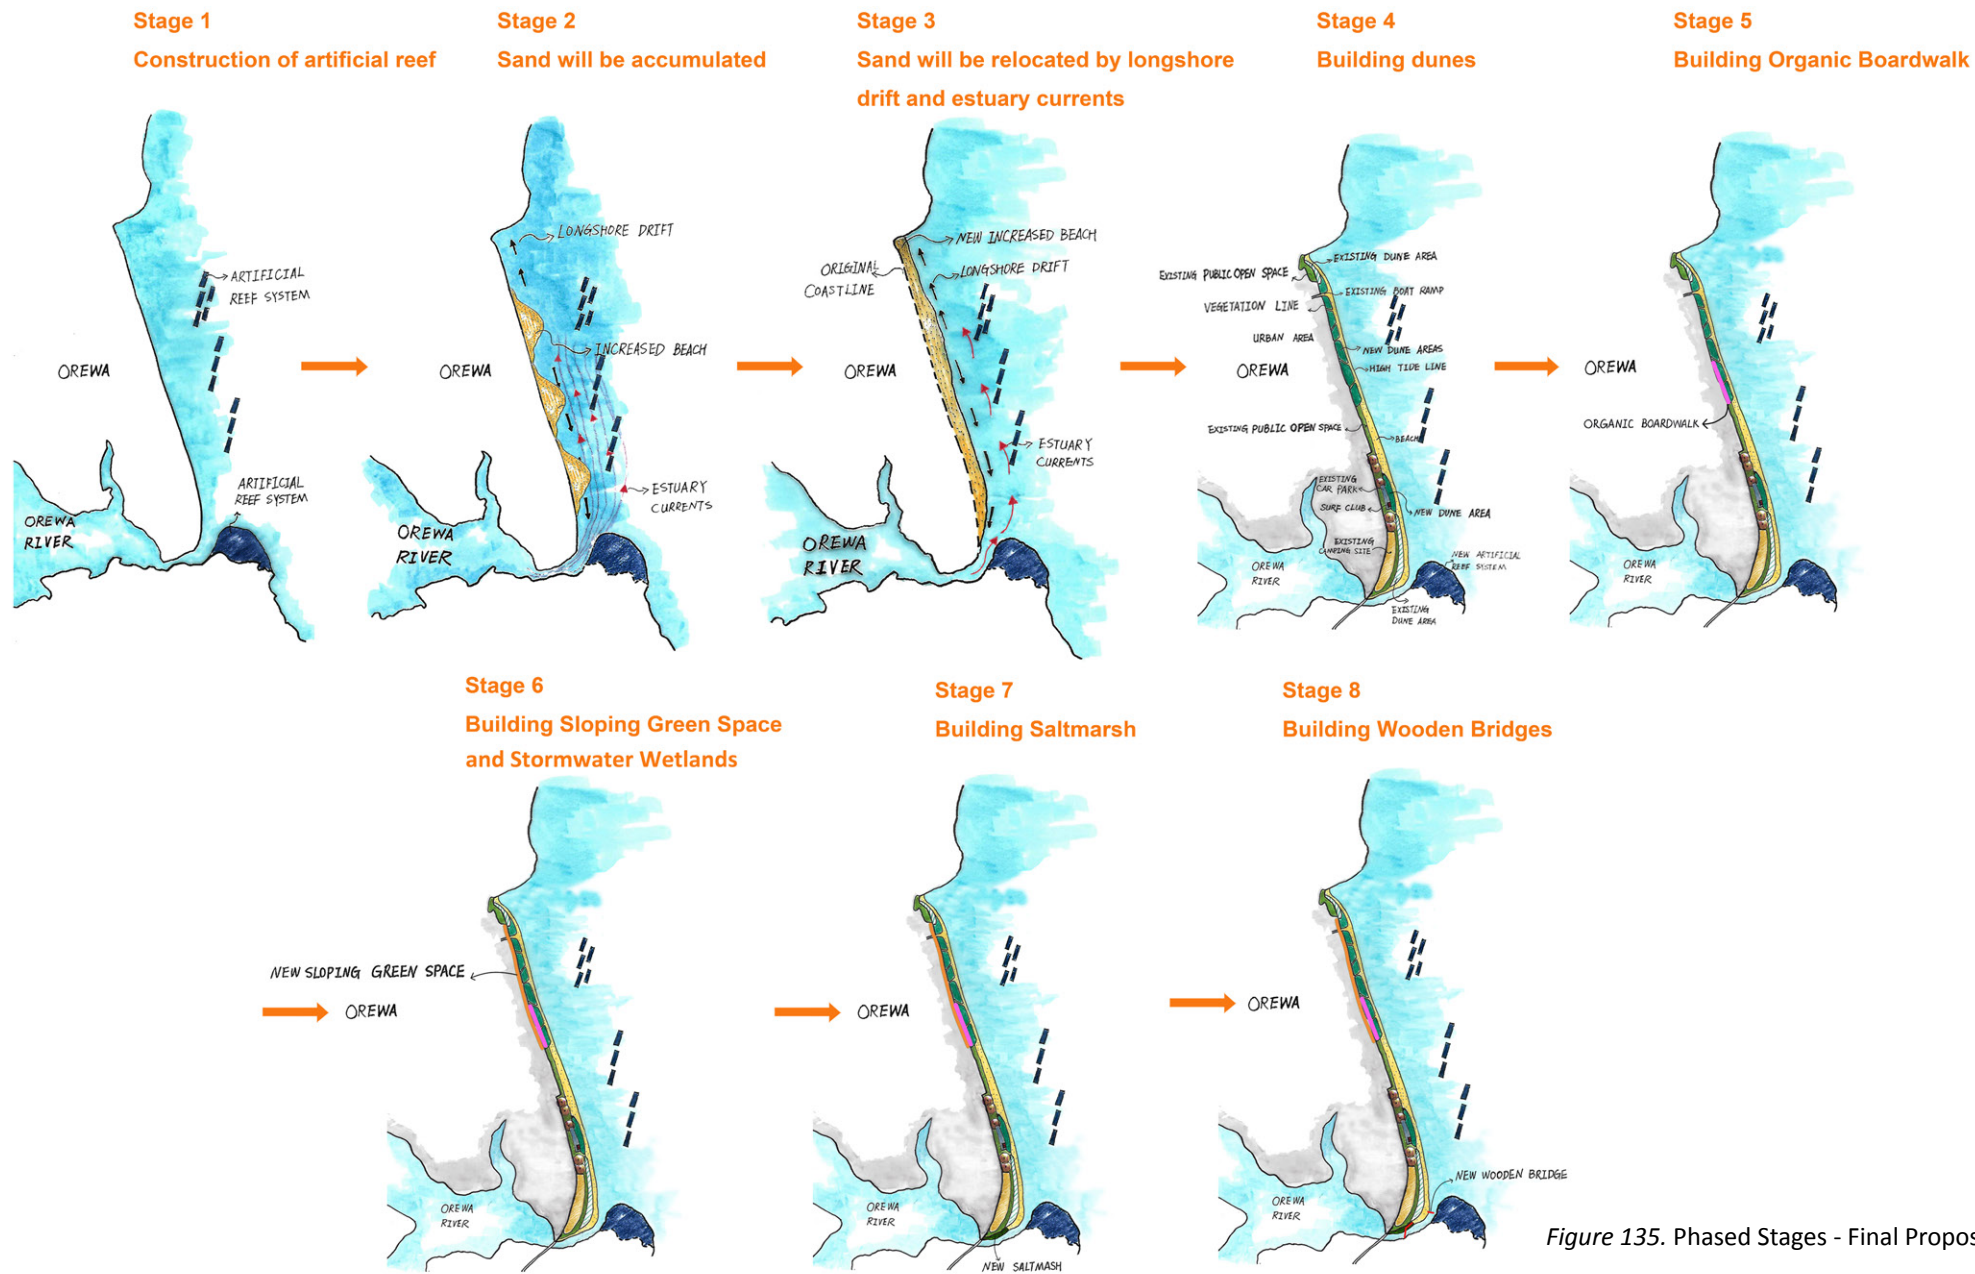 Stage 1
Construction of artificial reef
ARTIFICIAL
REEF SYSTEM
OREWA
ARTIFICIAL
REEF SYSTEM
OREWA
RIVER
Stage 2
Sand will be accumulated
LONGSHORE DRIFT
INCREASED BEACH
OREWA
ESTUARY
CURRENTS
OREWA
RIVER
Stage 3
Sand will be relocated by longshore
drift and estuary currents
NEW INCREASED BEACH
ORIGINAL
COASTLINE
LONGSHORE DRIFT
OREWA
ESTUARY
CURRENTS
OREWA
RIVER
Stage 4
Building dunes
EXISTING DUNE AREA
EXISTING PUBLIC OPEN SPACE
EXISTING BOAT RAMP
VEGETATION LINE
URBAN AREA
NEW DUNE AREAS
HIGH TIDE LINE
OREWA
EXISTING PUBLIC OPEN SPACE
BEACH
EXISTING
CAR PARK
SURF CLUB
NEW DUNE AREA
EXISTING
CAMPING SITE
NEW ARTIFICIAL
REEF SYSTEM
OREWA
RIVER
EXISTING
DUNE AREA
Stage 5
Building Organic Boardwalk
OREWA
ORGANIC BOARDWALK
OREWA
RIVER
Stage 6
Building Sloping Green Space
and Stormwater Wetlands
NEW SLOPING GREEN SPACE
OREWA
OREWA
RIVER
Stage 7
Building Saltmarsh
OREWA
OREWA
RIVER
NEW SALTMASH
Stage 8
Building Wooden Bridges
OREWA
NEW WOODEN BRIDGE
OREWA
RIVER
Figure 135. Phased Stages - Final Propos